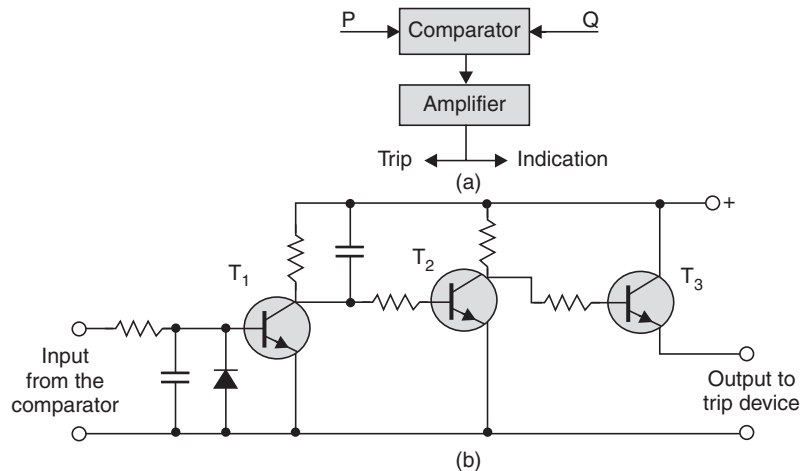 P
Comparator
Q
Amplifier
Trip
Indication
(a)
+
T1
T2
T3
Input
from the
comparator
Output to
trip device
(b)